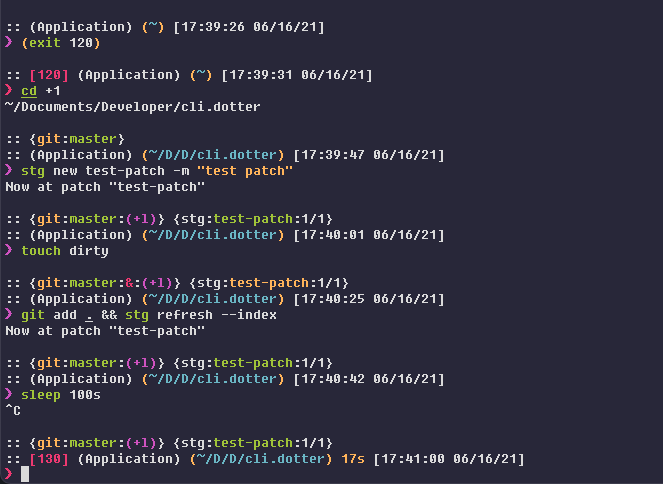 :: (Application) (~) [17:39:26 06/16/21]
❯ (exit 120)
:: [120] (Application) (~) [17:39:31 06/16/21]
❯ cd +1
~/Documents/Developer/cli.dotter
:: {git:master}
:: (Application) (~/D/D/cli.dotter) [17:39:47 06/16/21]
❯ stg new test-patch -m "test patch"
Now at patch "test-patch"
:: {git:master:(+1)} {stg:test-patch:1/1}
:: (Application) (~/D/D/cli.dotter) [17:40:01 06/16/21]
❯ touch dirty
:: {git:master:&:(+1)} {stg:test-patch:1/1}
:: (Application) (~/D/D/cli.dotter) [17:40:25 06/16/21]
❯ git add . && stg refresh --index
Now at patch "test-patch"
:: {git:master:(+1)} {stg:test-patch:1/1}
:: (Application) (~/D/D/cli.dotter) [17:40:42 06/16/21]
❯ sleep 100s
^C
:: {git:master:(+1)} {stg:test-patch:1/1}
:: [130] (Application) (~/D/D/cli.dotter) 17s [17:41:00 06/16/21]
❯